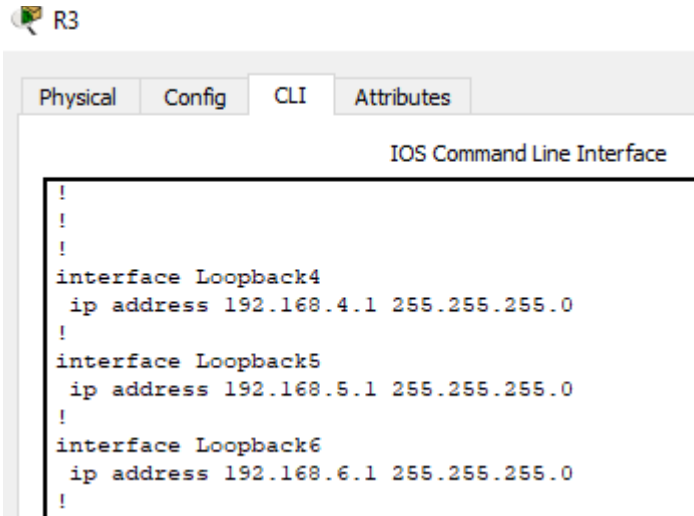 R3
Physical Config CLI Attributes
IOS Command Line Interface
!
!
!
interface Loopback4
 ip address 192.168.4.1 255.255.255.0
!
interface Loopback5
 ip address 192.168.5.1 255.255.255.0
!
interface Loopback6
 ip address 192.168.6.1 255.255.255.0
!